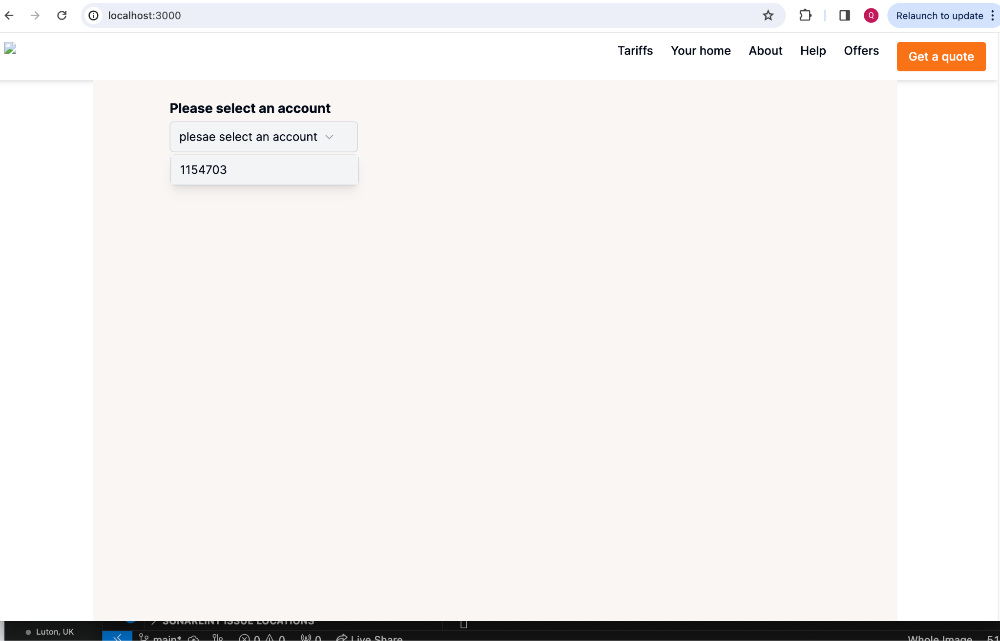 localhost:3000
Q
Relaunch to update
Tariffs
Your home
About
Help
Offers
Get a quote
Please select an account
plesae select an account
1154703
SONARLINT ISSUE LOCATIONS
Luton, UK
main*
0
0
0
Live Share
Whole Image
51